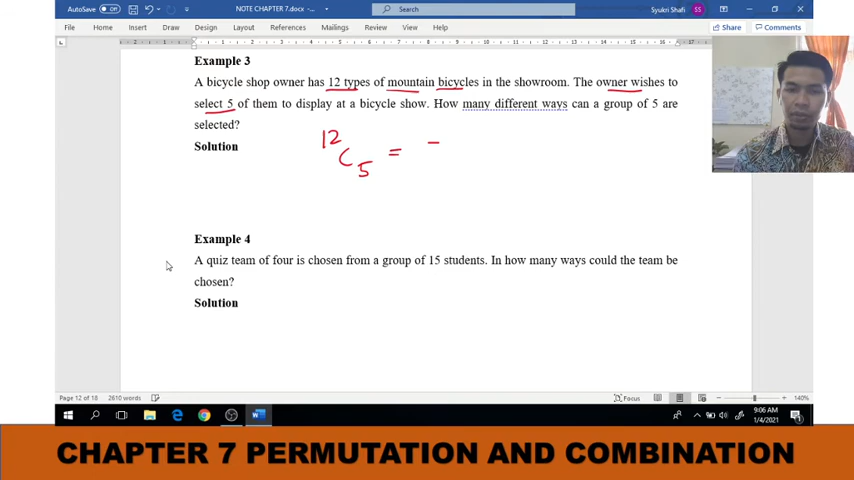 AutoSave Off NOTE CHAPTER 7.docx - ... Search Syukri Shafi SS
File Home Insert Draw Design Layout References Mailings Review View Help Share Comments
Example 3
A bicycle shop owner has 12 types of mountain bicycles in the showroom. The owner wishes to
select 5 of them to display at a bicycle show. How many different ways can a group of 5 are
selected?
Solution
12
C
5 =
Example 4
A quiz team of four is chosen from a group of 15 students. In how many ways could the team be
chosen?
Solution
Page 12 of 18 2610 words Focus 140%
9:06 AM
1/4/2021
CHAPTER 7 PERMUTATION AND COMBINATION